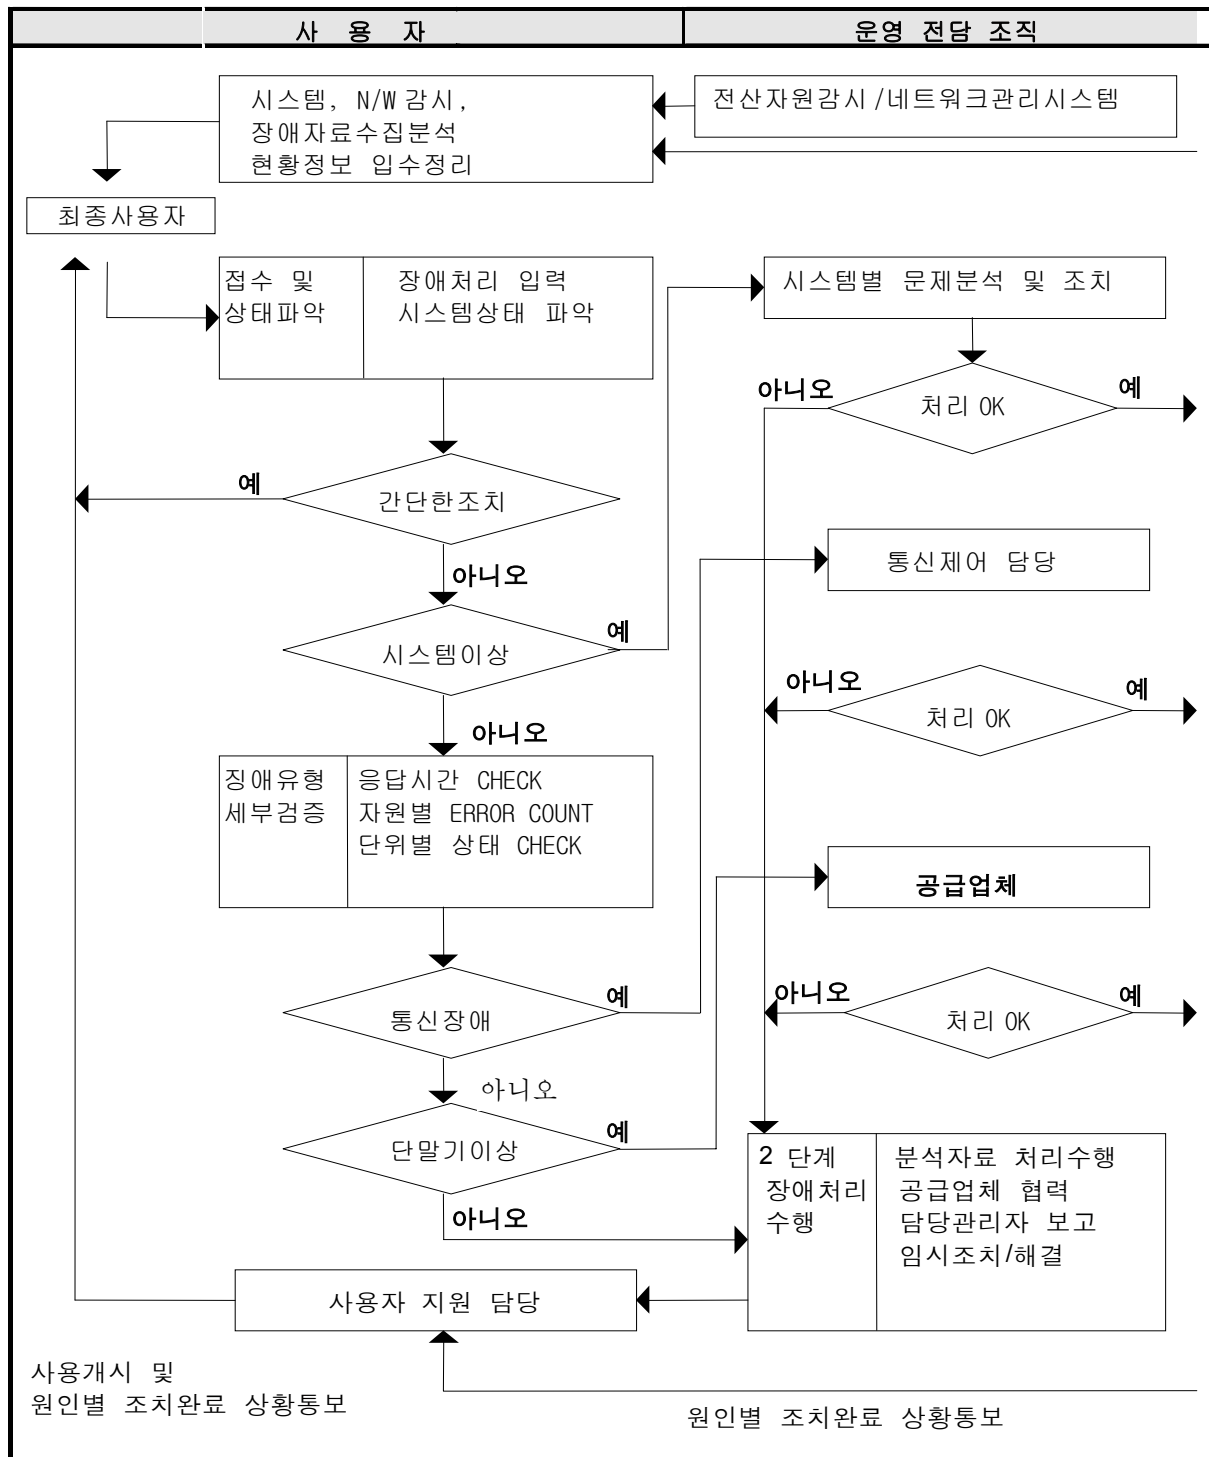 사 용 자
운영 전담 조직
시스템, N/W 감시,
장애자료수집분석
현황정보 입수정리
전산자원감시/네트워크관리시스템
최종사용자
접수 및
상태파악
장애처리 입력
시스템상태 파악
시스템별 문제분석 및 조치
아니오
처리 OK
예
예
간단한조치
아니오
통신제어 담당
시스템이상
예
아니오
처리 OK
예
아니오
징애유형
세부검증
응답시간 CHECK
자원별 ERROR COUNT
단위별 상태 CHECK
공급업체
통신장애
예
아니오
처리 OK
예
아니오
단말기이상
예
아니오
2 단계
장애처리
수행
분석자료 처리수행
공급업체 협력
담당관리자 보고
임시조치/해결
사용자 지원 담당
사용개시 및
원인별 조치완료 상황통보
원인별 조치완료 상황통보